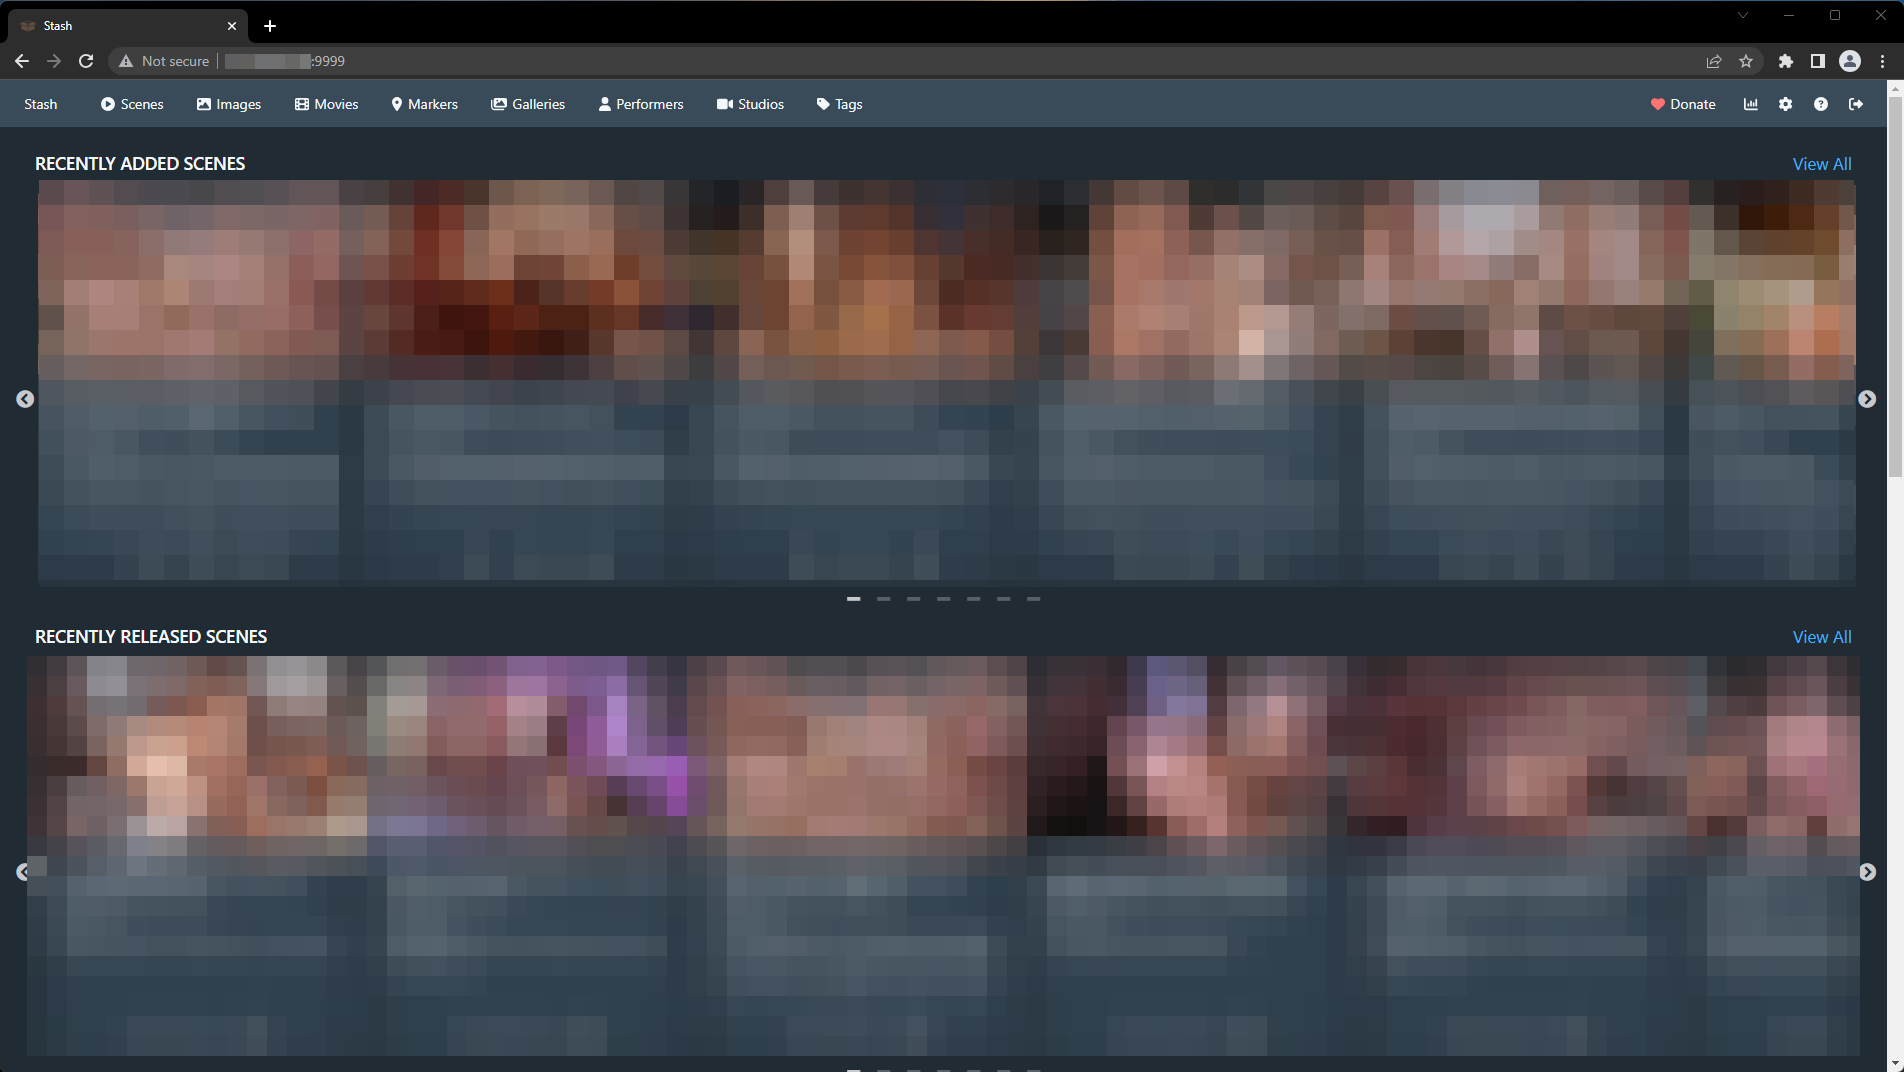 Stash
Not secure :9999
Stash Scenes Images Movies Markers Galleries Performers Studios Tags Donate
RECENTLY ADDED SCENES View All
RECENTLY RELEASED SCENES View All